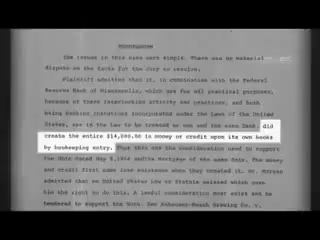 MEMORANDUM
The issues in this case were simple. There was no material
dispute on the facts for the Jury to resolve.
Plaintiff admitted that it, in combination with the Federal
Reserve Bank of Minneapolis, which are for all practical purposes,
because of there interlocking activity and practices, and both
being Banking Institutions Incorporated under the Laws of the United
States, are in the Law to be treated as one and the same Bank, did
create the entire $14,000.00 in money or credit upon its own books
by bookkeeping entry. That this was the consideration used to support
the Note dated May 8, 1964 and the Mortgage of the same date. The money
and credit first came into existence when they created it. Mr. Morgan
admitted that no United States Law or Statute existed which gave
him the right to do this. A lawful consideration must exist and be
tendered to support the Note. See Anheuser-Busch Brewing Co. v.